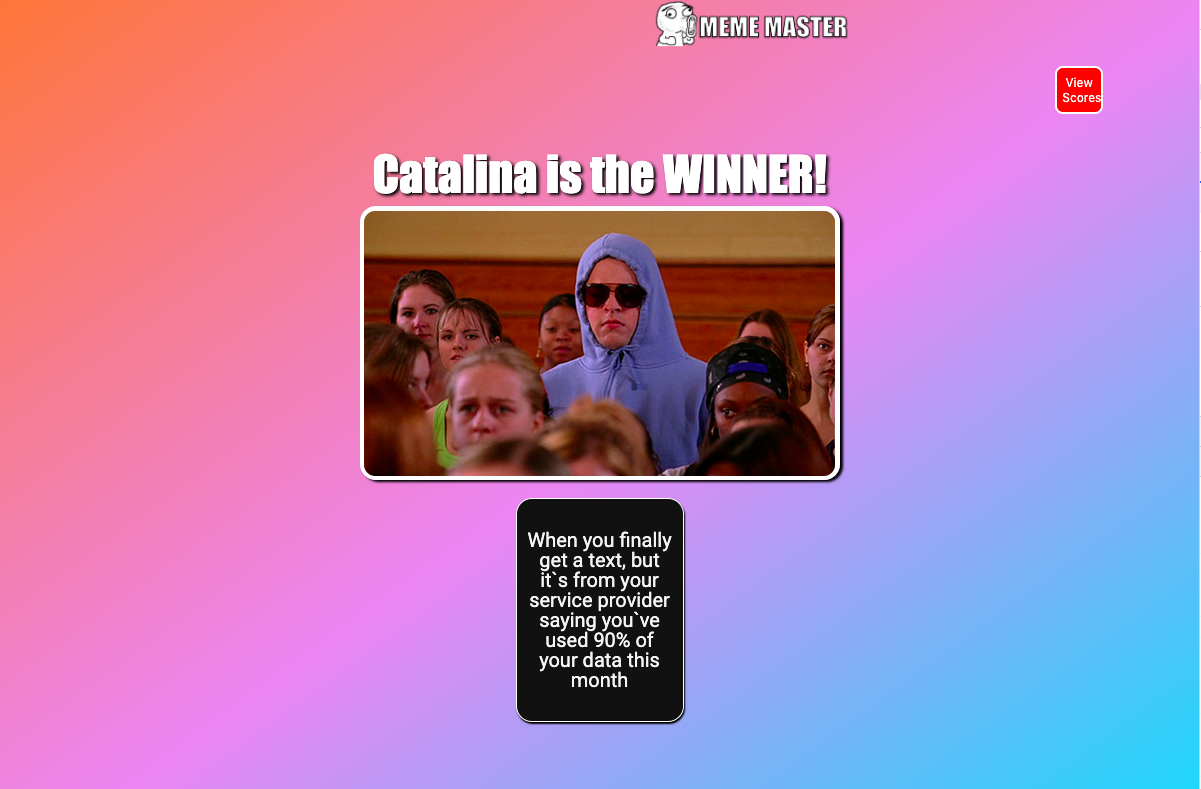 MEME MASTER
View
Scores
Catalina is the WINNER!
When you finally
get a text, but
it`s from your
service provider
saying you`ve
used 90% of
your data this
month